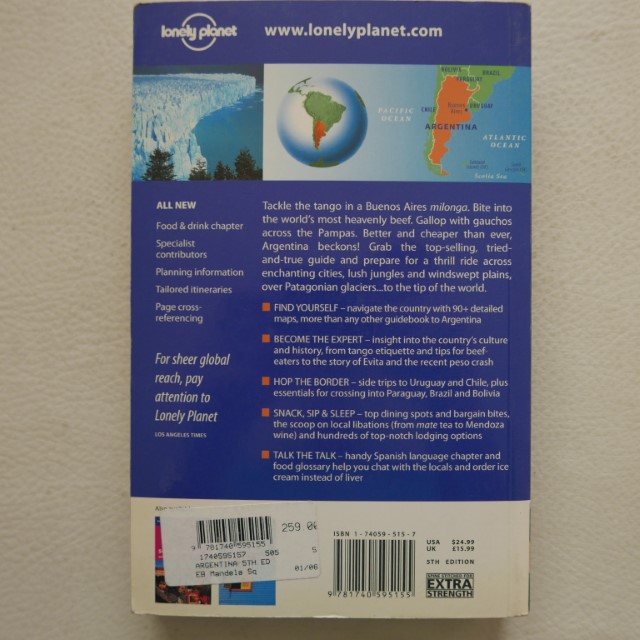 lonely planet
www.lonelyplanet.com
BOLIVIA
BRAZIL
PARAGUAY
PACIFIC
OCEAN
CHILE
Buenos
Aires
URUGUAY
ARGENTINA
ATLANTIC
OCEAN
Scotia Sea
ALL NEW
Food & drink chapter
Specialist
contributors
Planning information
Tailored itineraries
Page cross-
referencing
For sheer global
reach, pay
attention to
Lonely Planet
LOS ANGELES TIMES
Tackle the tango in a Buenos Aires milonga. Bite into
the world's most heavenly beef. Gallop with gauchos
across the Pampas. Better and cheaper than ever,
Argentina beckons! Grab the top-selling, tried-
and-true guide and prepare for a thrill ride across
enchanting cities, lush jungles and windswept plains,
over Patagonian glaciers...to the tip of the world.
FIND YOURSELF – navigate the country with 90+ detailed
maps, more than any other guidebook to Argentina
BECOME THE EXPERT – insight into the country's culture
and history, from tango etiquette and tips for beef-
eaters to the story of Evita and the recent peso crash
HOP THE BORDER – side trips to Uruguay and Chile, plus
essentials for crossing into Paraguay, Brazil and Bolivia
SNACK, SIP & SLEEP – top dining spots and bargain bites,
the scoop on local libations (from mate tea to Mendoza
wine) and hundreds of top-notch lodging options
TALK THE TALK – handy Spanish language chapter and
food glossary help you chat with the locals and order ice
cream instead of liver
259.00
9 781740 595155
1740595157 505 5
ARGENTINA 5TH ED
EB Mandela Sq 01/06
ISBN 1-74059-515-7
9 781740 595155
USA $24.99
UK £15.99
5TH EDITION
EXTRA
STRENGTH